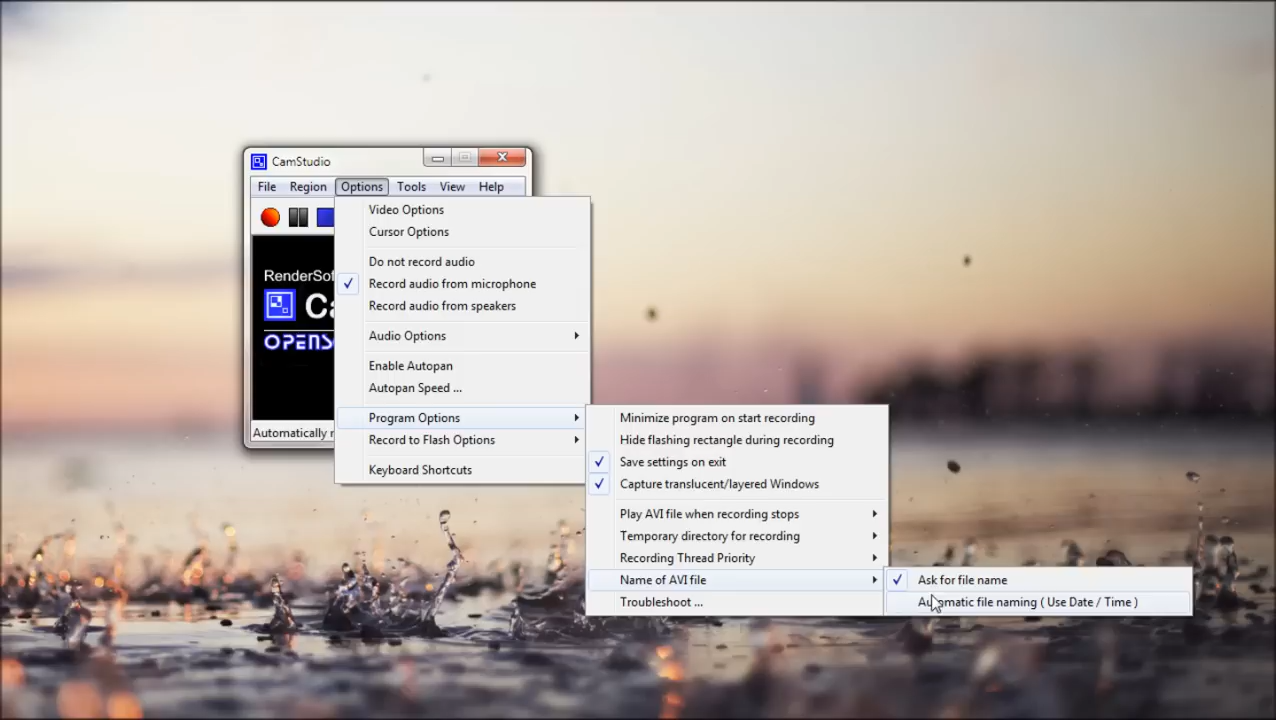 CamStudio
File Region Options Tools View Help
Video Options
Cursor Options
Do not record audio
Record audio from microphone
Record audio from speakers
Audio Options
Enable Autopan
Autopan Speed ...
Program Options
Record to Flash Options
Keyboard Shortcuts
RenderSof
Ca
OPENS
Automatically
Minimize program on start recording
Hide flashing rectangle during recording
Save settings on exit
Capture translucent/layered Windows
Play AVI file when recording stops
Temporary directory for recording
Recording Thread Priority
Name of AVI file
Troubleshoot ...
Ask for file name
Automatic file naming ( Use Date / Time )